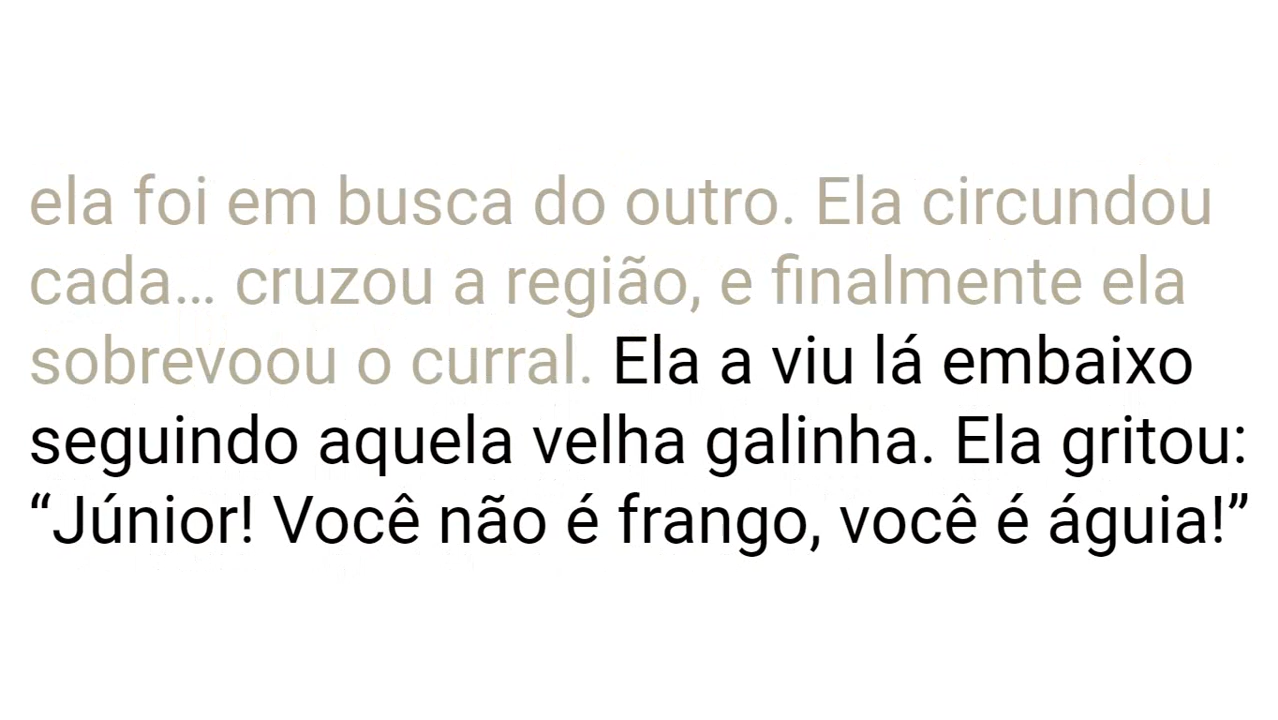 ela foi em busca do outro. Ela circundou
cada… cruzou a região, e finalmente ela
sobrevoou o curral. Ela a viu lá embaixo
seguindo aquela velha galinha. Ela gritou:
“Júnior! Você não é frango, você é águia!”